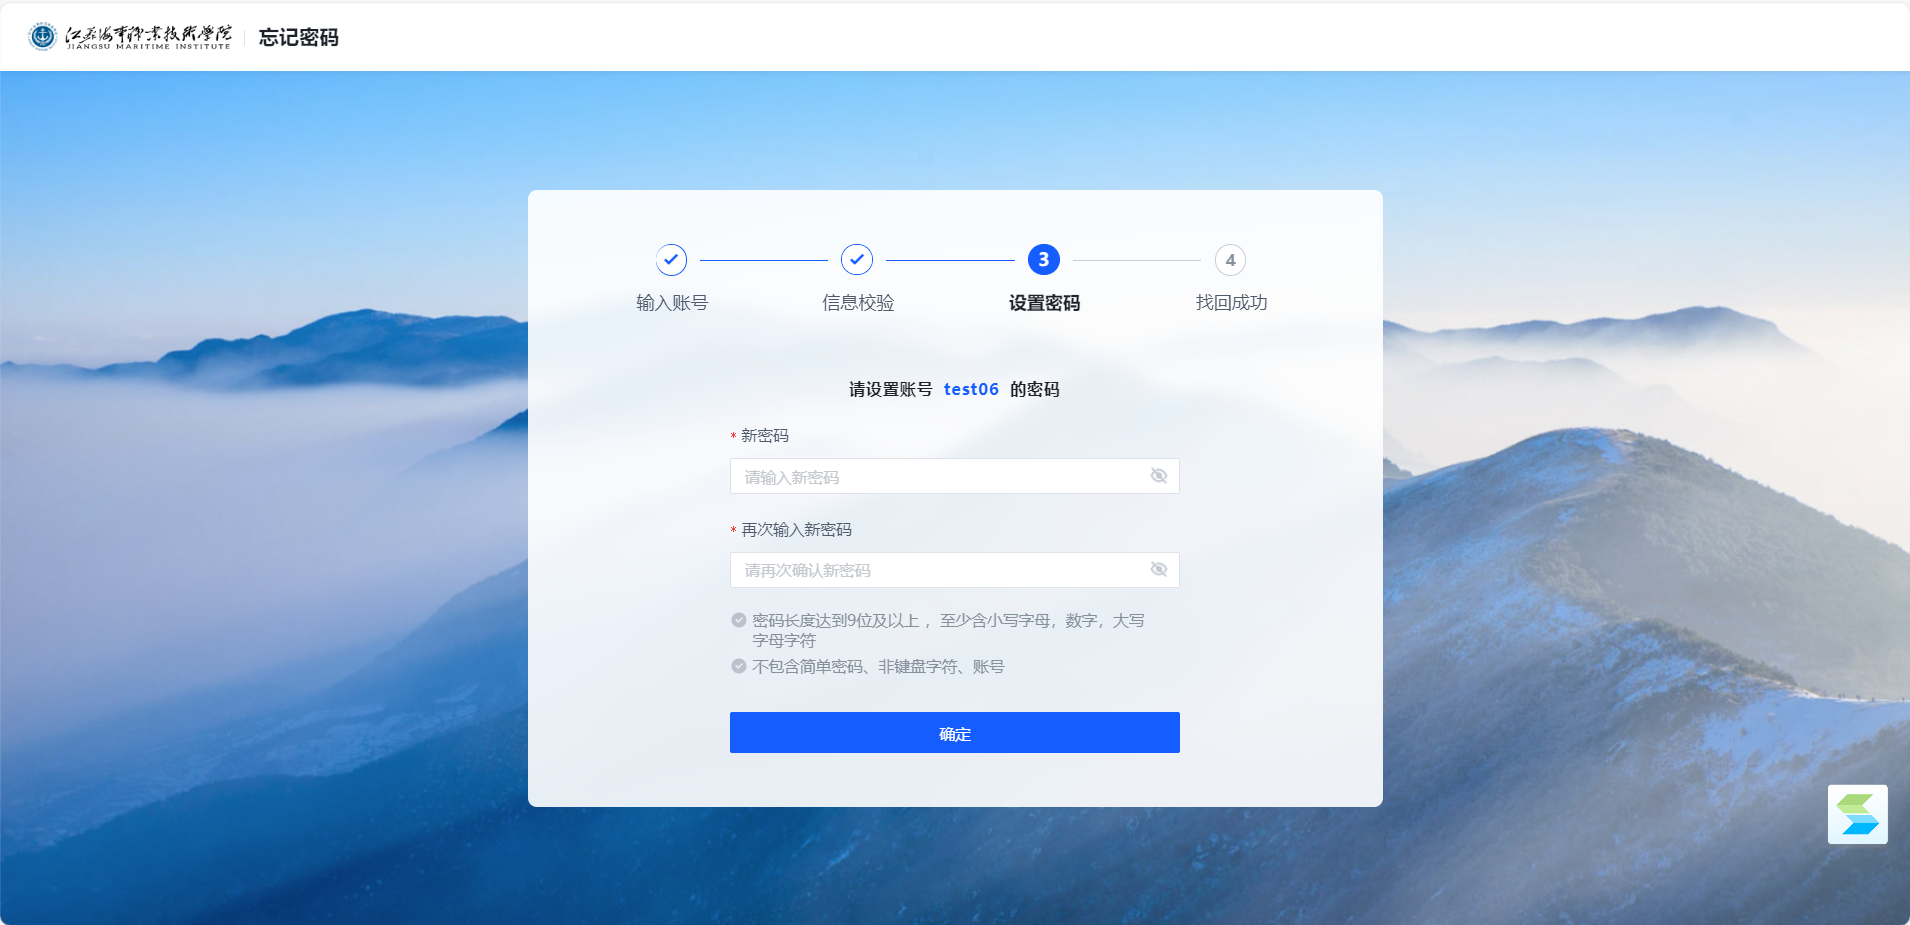 江苏海事职业技术学院
JIANGSU MARITIME INSTITUTE
忘记密码
3
4
输入账号
信息校验
设置密码
找回成功
请设置账号 test06 的密码
* 新密码
请输入新密码
* 再次输入新密码
请再次确认新密码
密码长度达到9位及以上 ，至少含小写字母，数字，大写
字母字符
不包含简单密码、非键盘字符、账号
确定